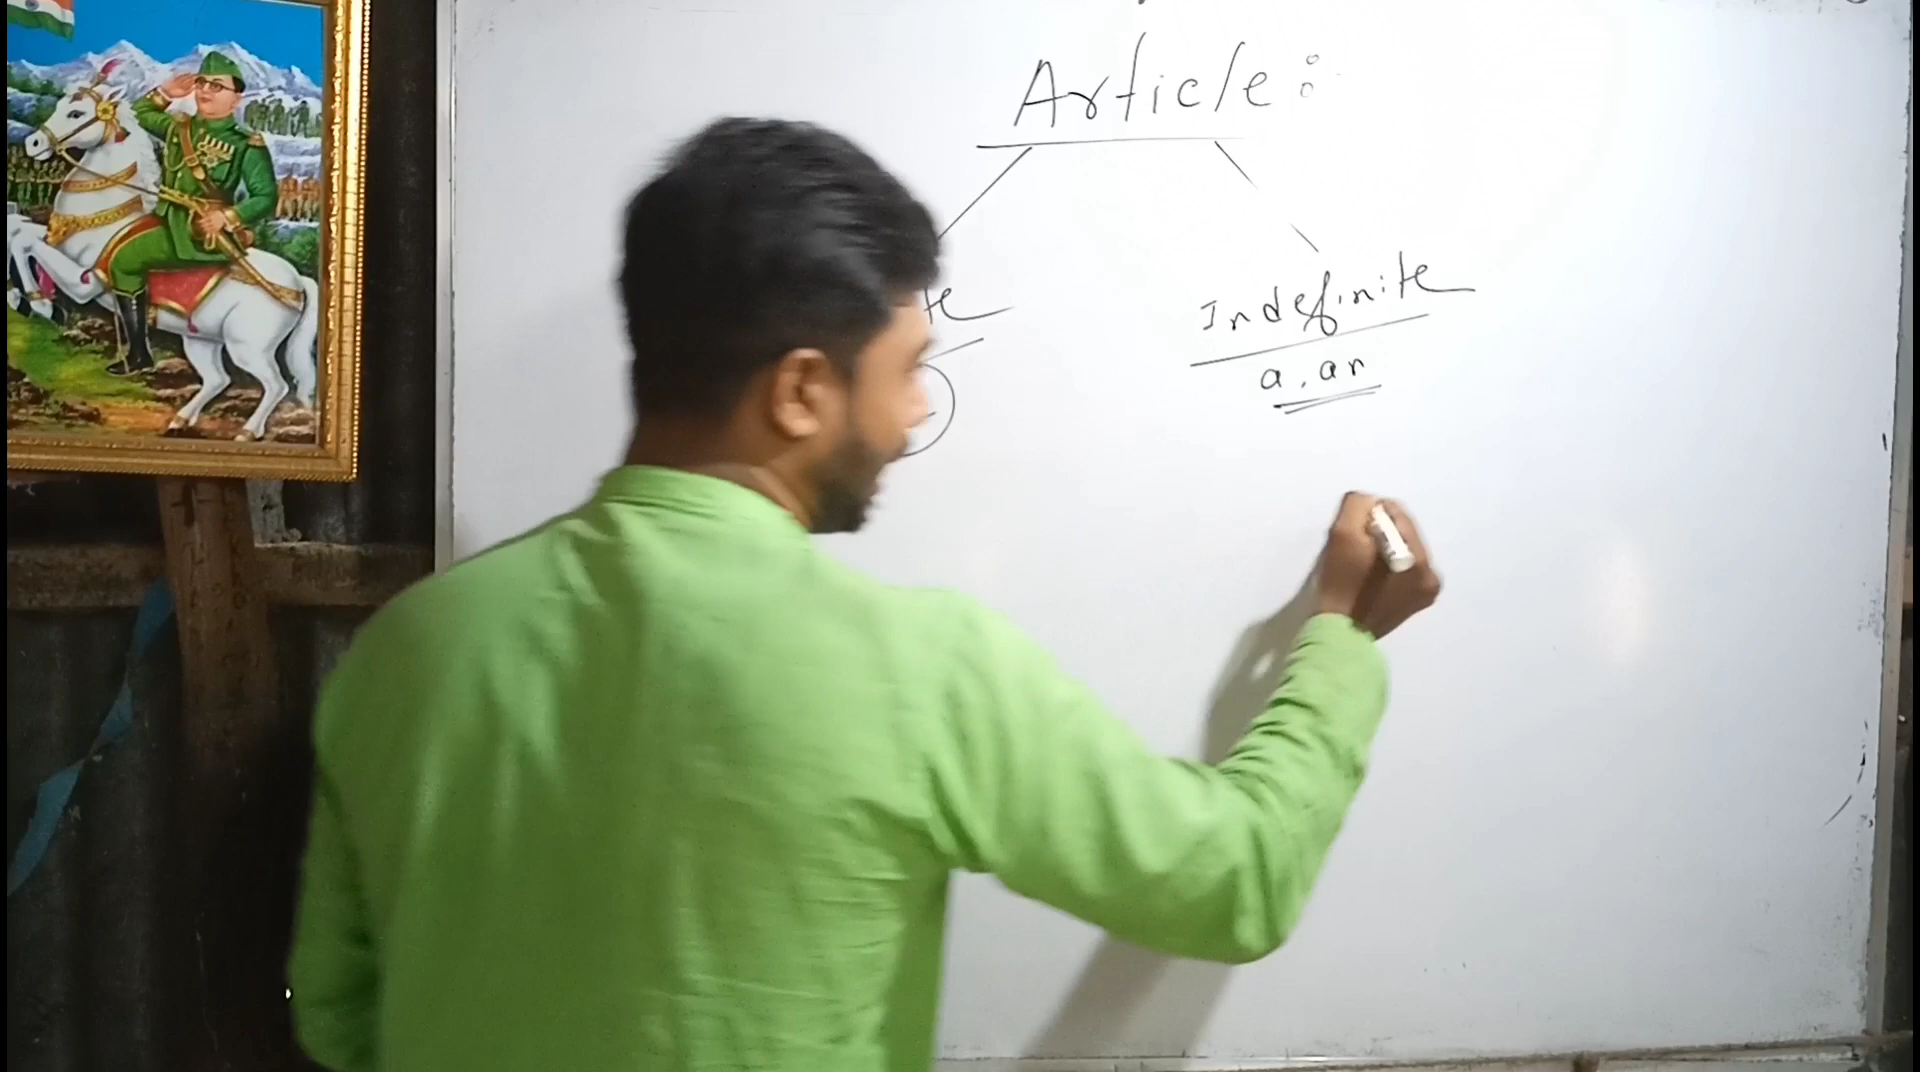 Article:
Indefinite
a, an